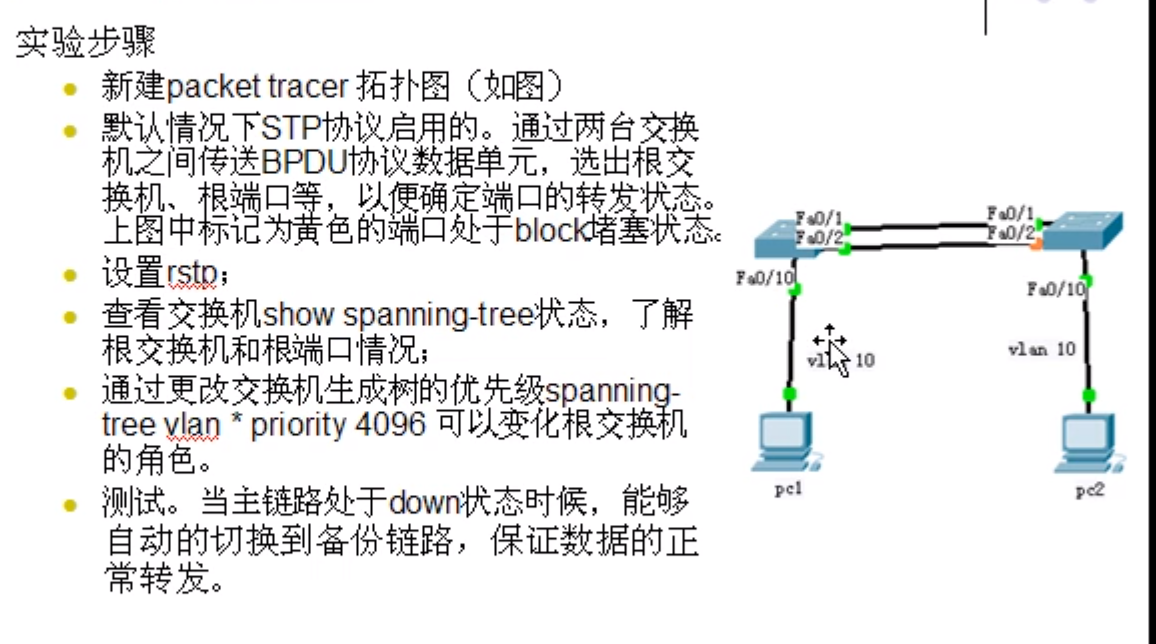 实验步骤
新建packet tracer 拓扑图（如图）
默认情况下STP协议启用的。通过两台交换
机之间传送BPDU协议数据单元，选出根交
换机、根端口等，以便确定端口的转发状态。
上图中标记为黄色的端口处于block堵塞状态。
设置rstp；
查看交换机show spanning-tree状态，了解
根交换机和根端口情况；
通过更改交换机生成树的优先级spanning-
tree vlan * priority 4096 可以变化根交换机
的角色。
测试。当主链路处于down状态时候，能够
自动的切换到备份链路，保证数据的正
常转发。
Fa0/1
Fa0/1
Fa0/2
Fa0/2
Fa0/10
Fa0/10
10
vlan 10
pc1
pc2